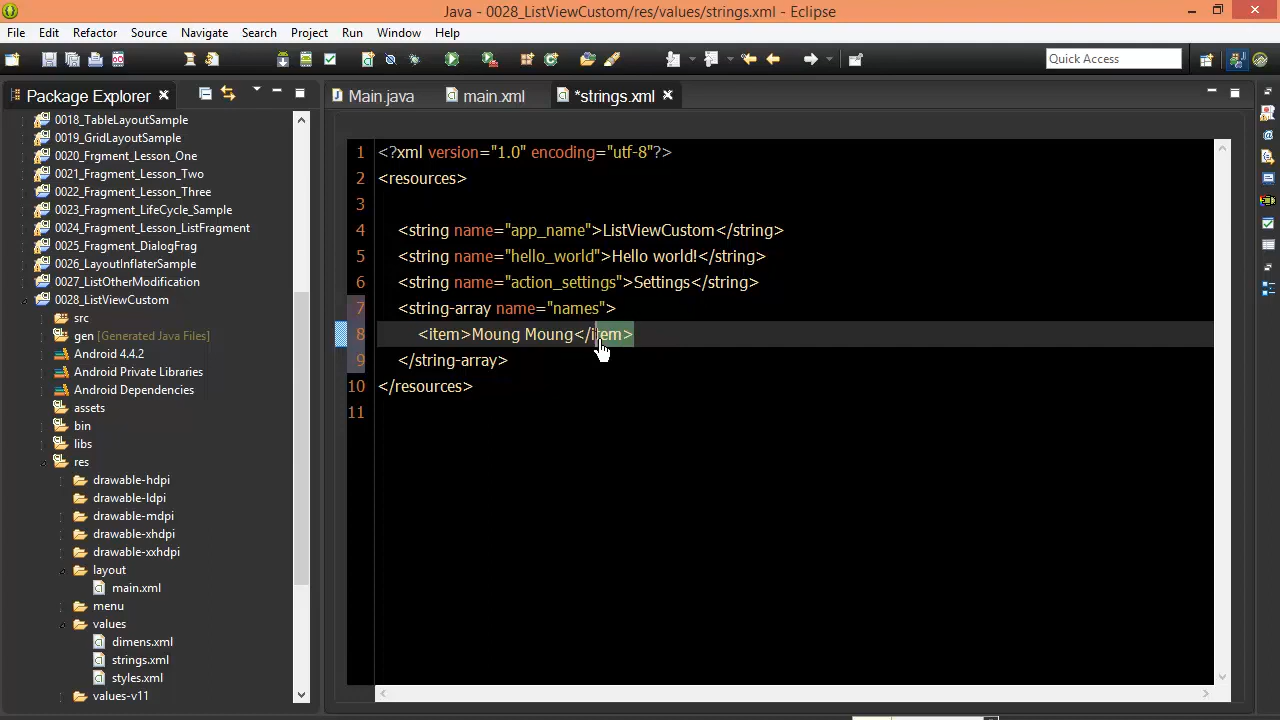 Java - 0028_ListViewCustom/res/values/strings.xml - Eclipse
File Edit Refactor Source Navigate Search Project Run Window Help
Quick Access
Package Explorer
Main.java main.xml *strings.xml
0018_TableLayoutSample
0019_GridLayoutSample
0020_Frgment_Lesson_One
0021_Fragment_Lesson_Two
0022_Fragment_Lesson_Three
0023_Fragment_LifeCycle_Sample
0024_Fragment_Lesson_ListFragment
0025_Fragment_DialogFrag
0026_LayoutInflaterSample
0027_ListOtherModification
0028_ListViewCustom
src
gen [Generated Java Files]
Android 4.4.2
Android Private Libraries
Android Dependencies
assets
bin
libs
res
drawable-hdpi
drawable-ldpi
drawable-mdpi
drawable-xhdpi
drawable-xxhdpi
layout
main.xml
menu
values
dimens.xml
strings.xml
styles.xml
values-v11
1 <?xml version="1.0" encoding="utf-8"?>
2 <resources>
3
4 <string name="app_name">ListViewCustom</string>
5 <string name="hello_world">Hello world!</string>
6 <string name="action_settings">Settings</string>
7 <string-array name="names">
8 <item>Moung Moung</item>
9 </string-array>
10 </resources>
11